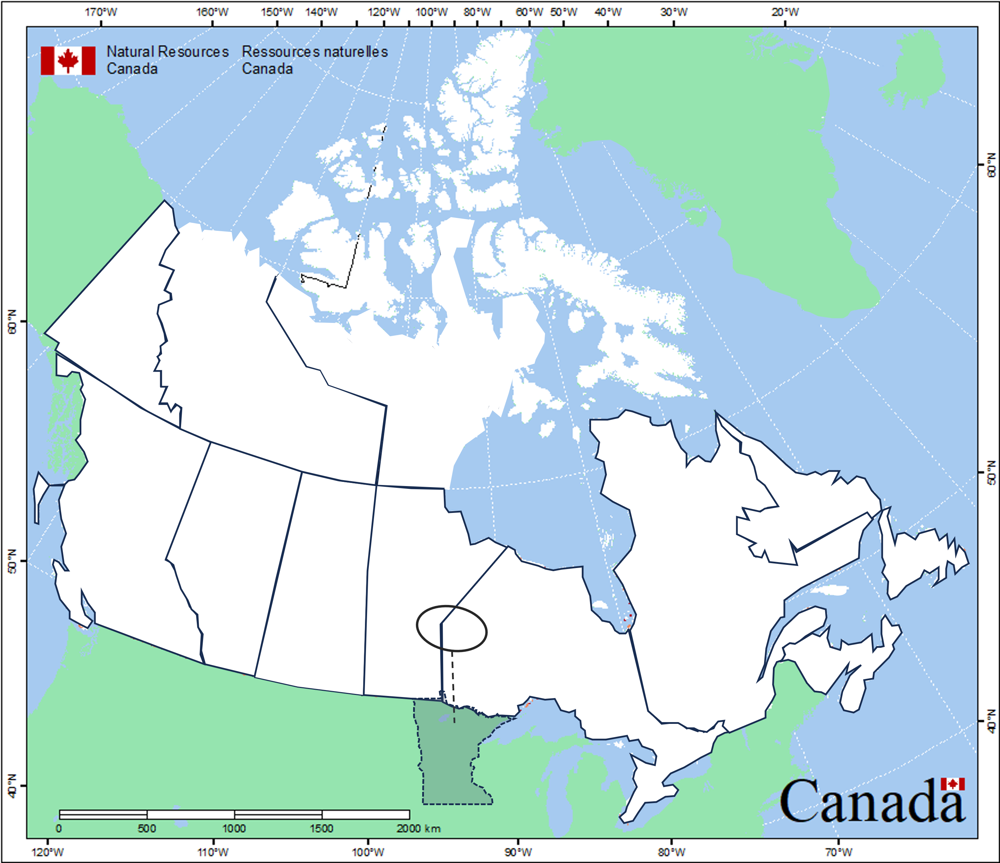 170°W 160°W 150°W 140°W 120°W 100°W 80°W 60°W 50°W 40°W 30°W 20°W
Natural Resources Ressources naturelles
Canada Canada
60°N
60°N
50°N
50°N
40°N
40°N
Canada
0 500 1000 1500 2000 km
120°W 110°W 100°W 90°W 80°W 70°W